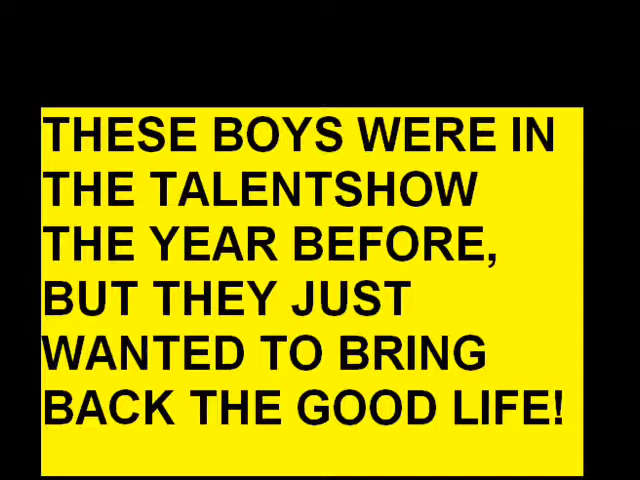 THESE BOYS WERE IN
THE TALENTSHOW
THE YEAR BEFORE,
BUT THEY JUST
WANTED TO BRING
BACK THE GOOD LIFE!